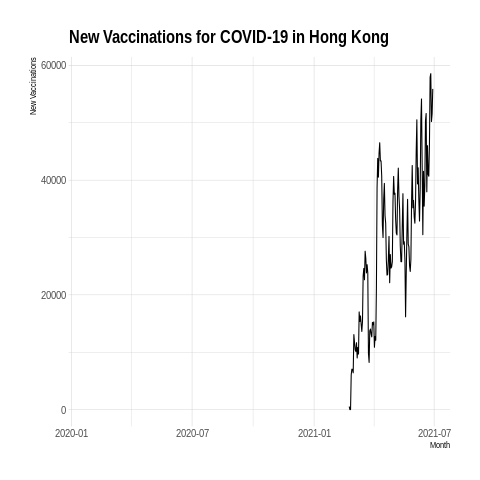 New Vaccinations for COVID-19 in Hong Kong
New Vaccinations
60000
40000
20000
0
2020-01
2020-07
2021-01
2021-07
Month